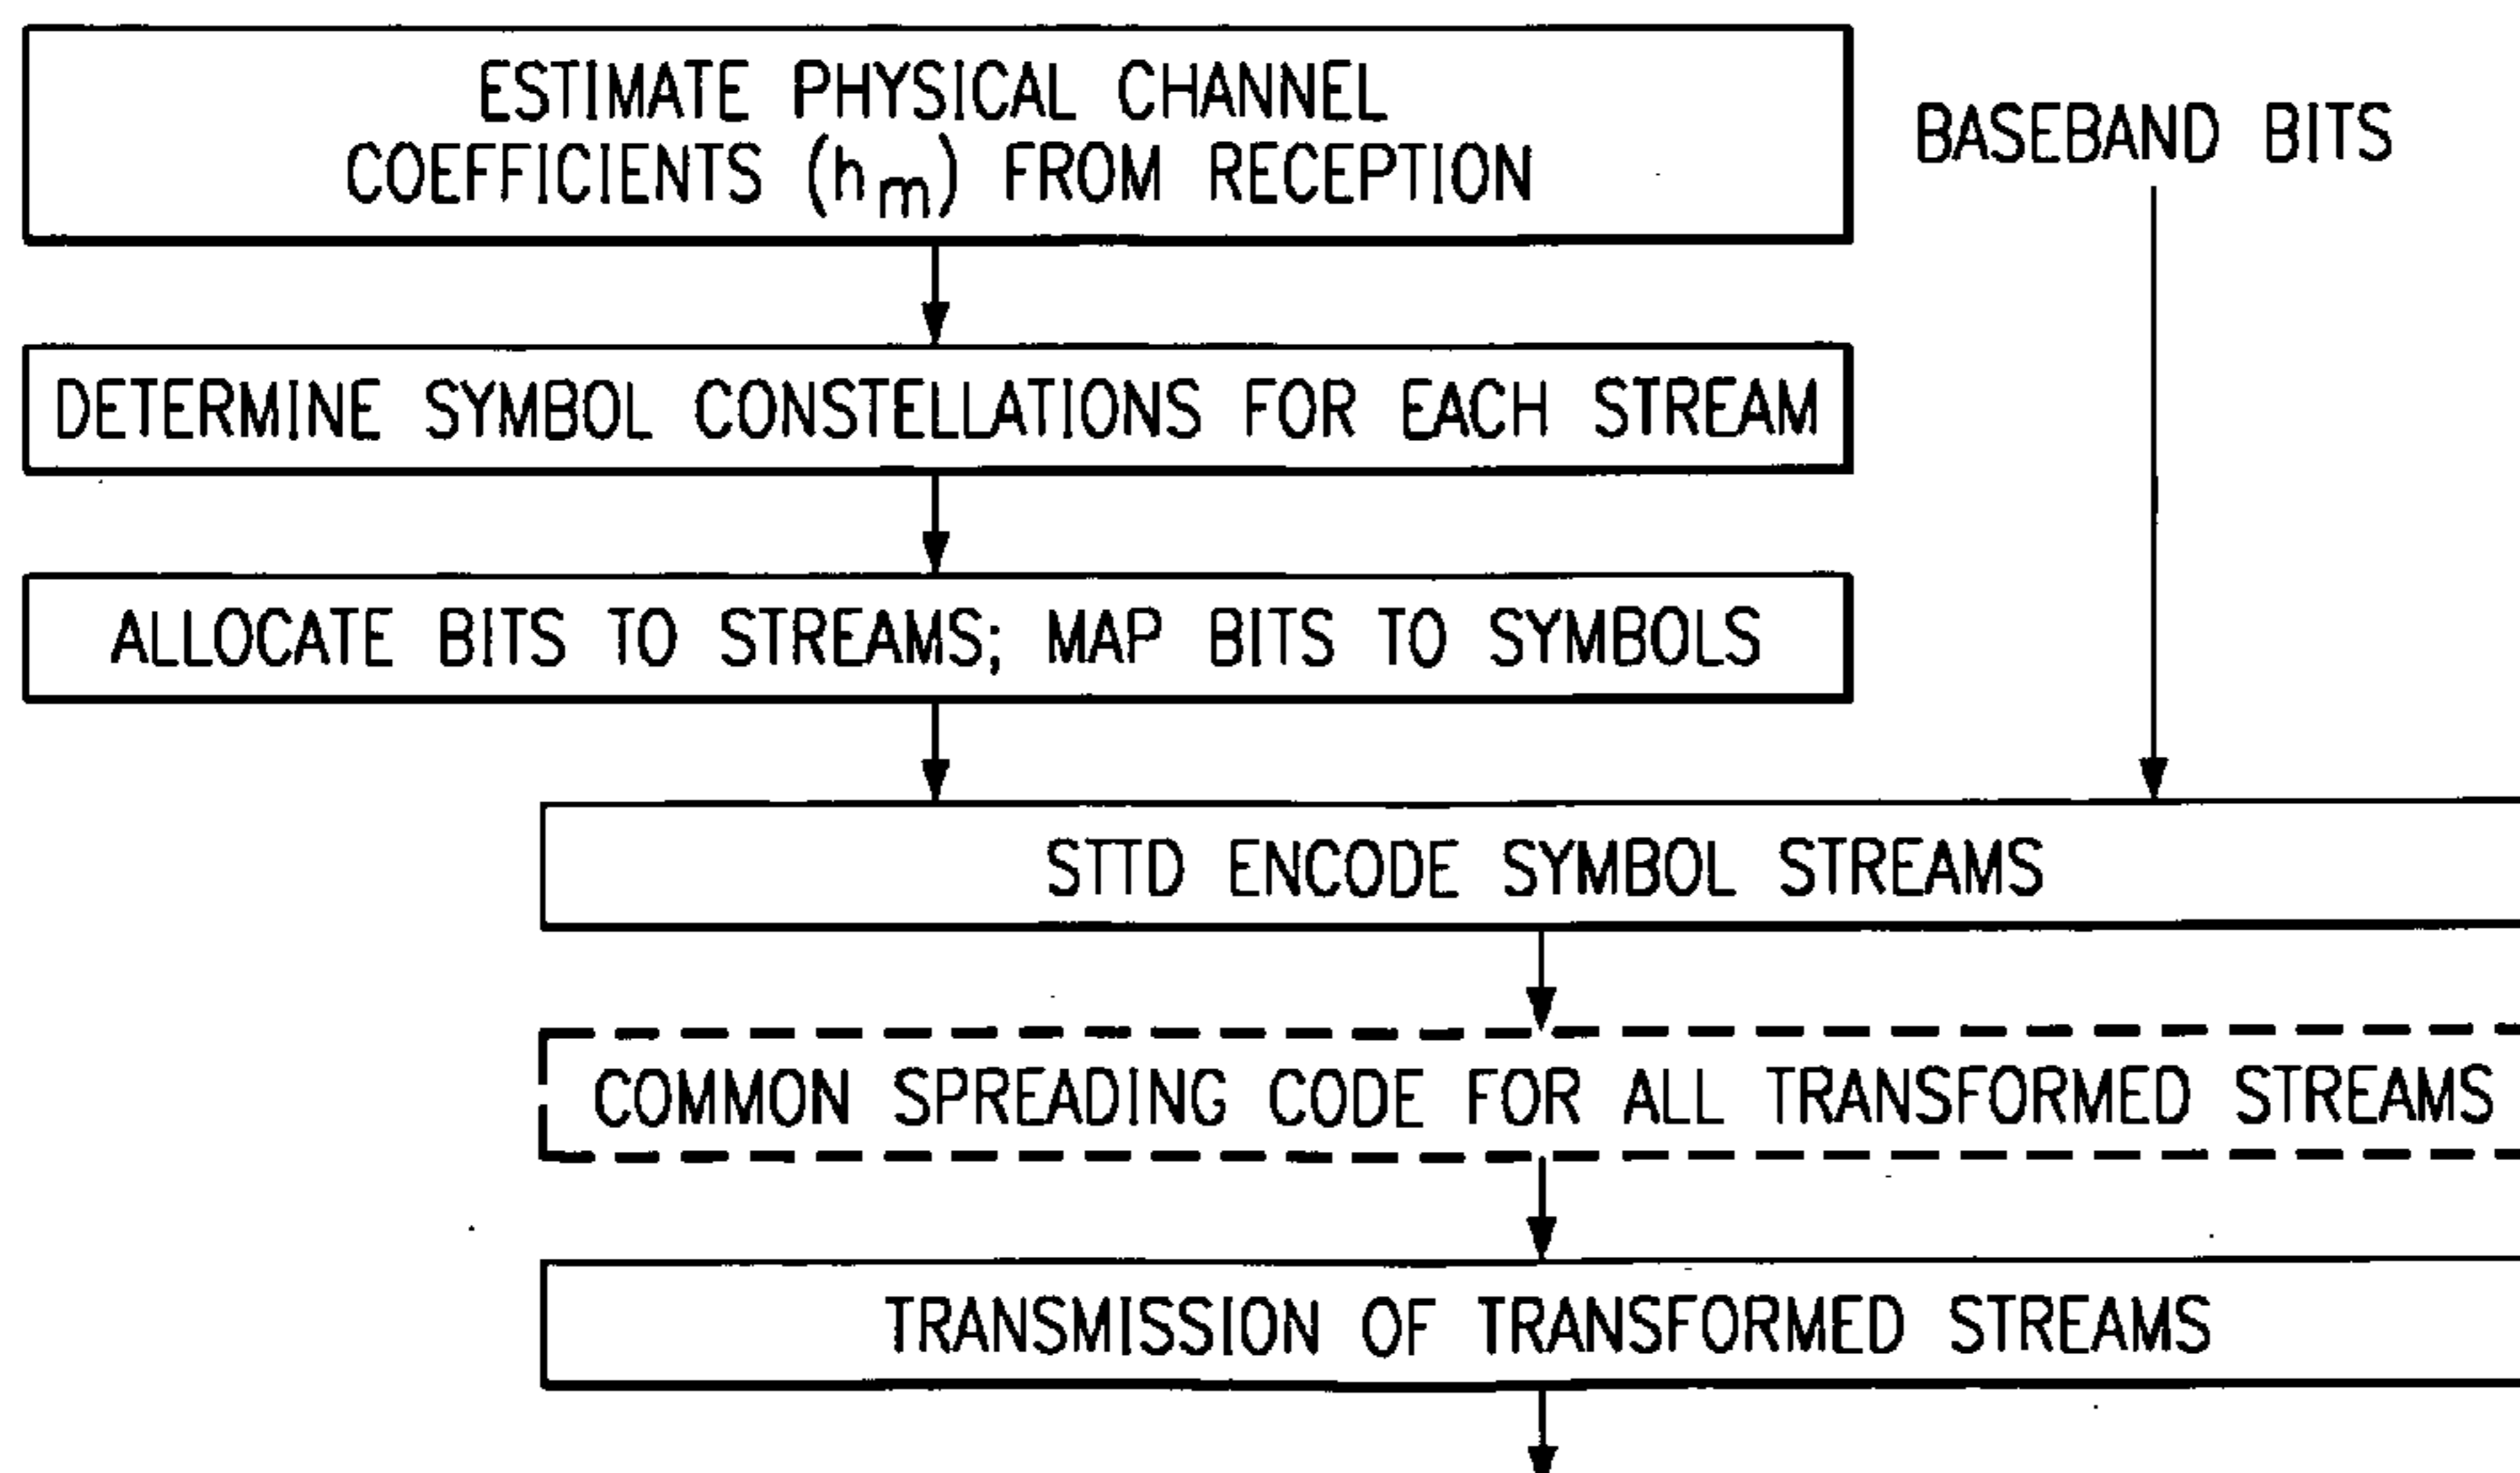 ESTIMATE PHYSICAL CHANNEL
COEFFICIENTS (hm) FROM RECEPTION
BASEBAND BITS
DETERMINE SYMBOL CONSTELLATIONS FOR EACH STREAM
ALLOCATE BITS TO STREAMS; MAP BITS TO SYMBOLS
STTD ENCODE SYMBOL STREAMS
COMMON SPREADING CODE FOR ALL TRANSFORMED STREAMS
TRANSMISSION OF TRANSFORMED STREAMS